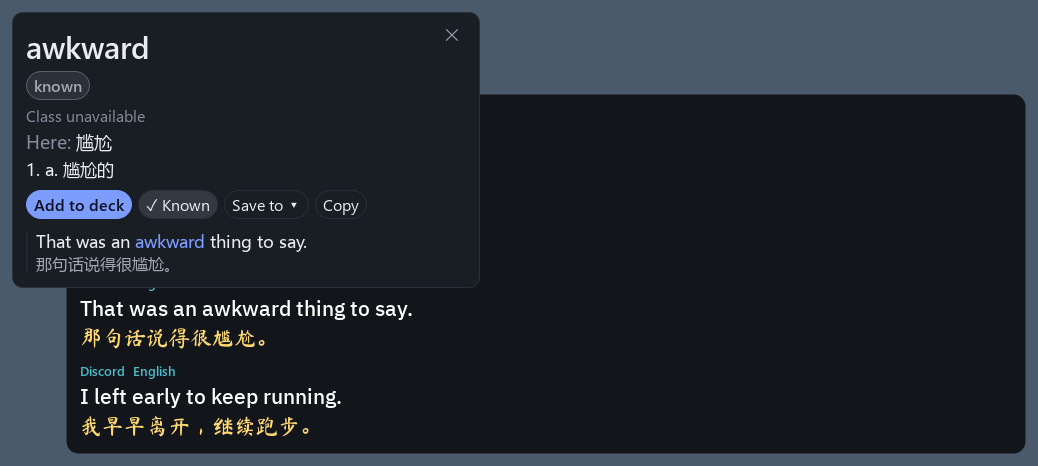 awkward
known
Class unavailable
Here: 尴尬
1. a. 尴尬的
Add to deck ✓ Known Save to ▾ Copy
That was an awkward thing to say.
那句话说得很尴尬。
That was an awkward thing to say.
那句话说得很尴尬。
Discord English
I left early to keep running.
我早早离开，继续跑步。